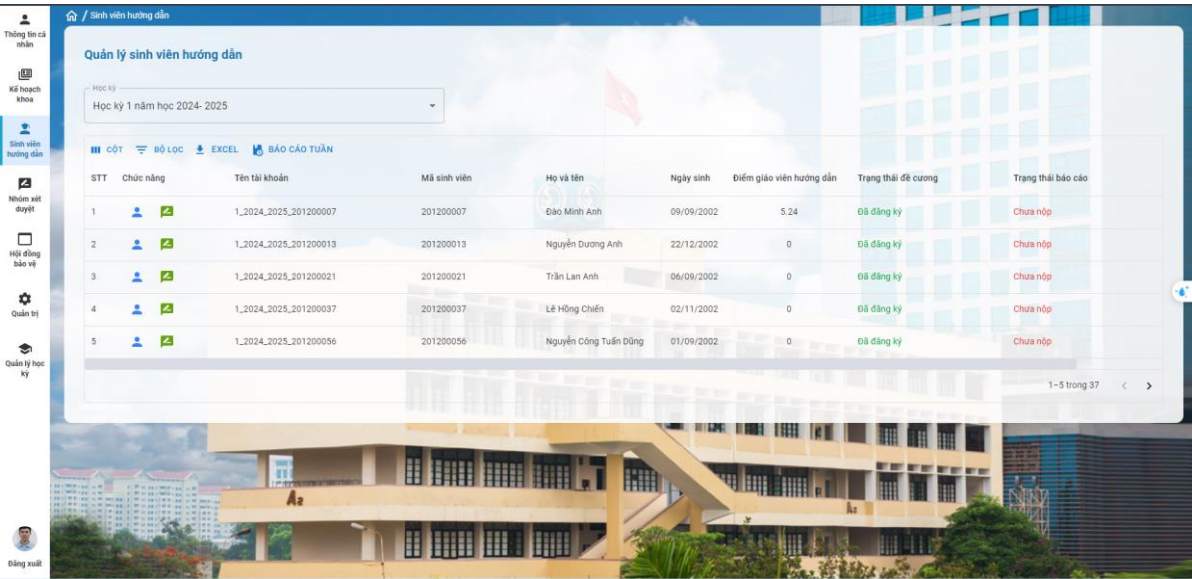 Sinh viên hướng dẫn
Thông tin cá
nhân
Kế hoạch
khoa
Sinh viên
hướng dẫn
Nhóm xét
duyệt
Hội đồng
bảo vệ
Quản trị
Quản lý học
kỳ
Đăng xuất
Quản lý sinh viên hướng dẫn
Học kỳ
Học kỳ 1 năm học 2024- 2025
CỘT BỘ LỌC EXCEL BÁO CÁO TUẦN
STT Chức năng Tên tài khoản Mã sinh viên Họ và tên Ngày sinh Điểm giáo viên hướng dẫn Trạng thái đề cương Trạng thái báo cáo
1 1_2024_2025_201200007 201200007 Đào Minh Anh 09/09/2002 5.24 Đã đăng ký Chưa nộp
2 1_2024_2025_201200013 201200013 Nguyễn Dương Anh 22/12/2002 0 Đã đăng ký Chưa nộp
3 1_2024_2025_201200021 201200021 Trần Lan Anh 06/09/2002 0 Đã đăng ký Chưa nộp
4 1_2024_2025_201200037 201200037 Lê Hồng Chiến 02/11/2002 0 Đã đăng ký Chưa nộp
5 1_2024_2025_201200056 201200056 Nguyễn Công Tuấn Dũng 01/09/2002 0 Đã đăng ký Chưa nộp
1–5 trong 37
A2